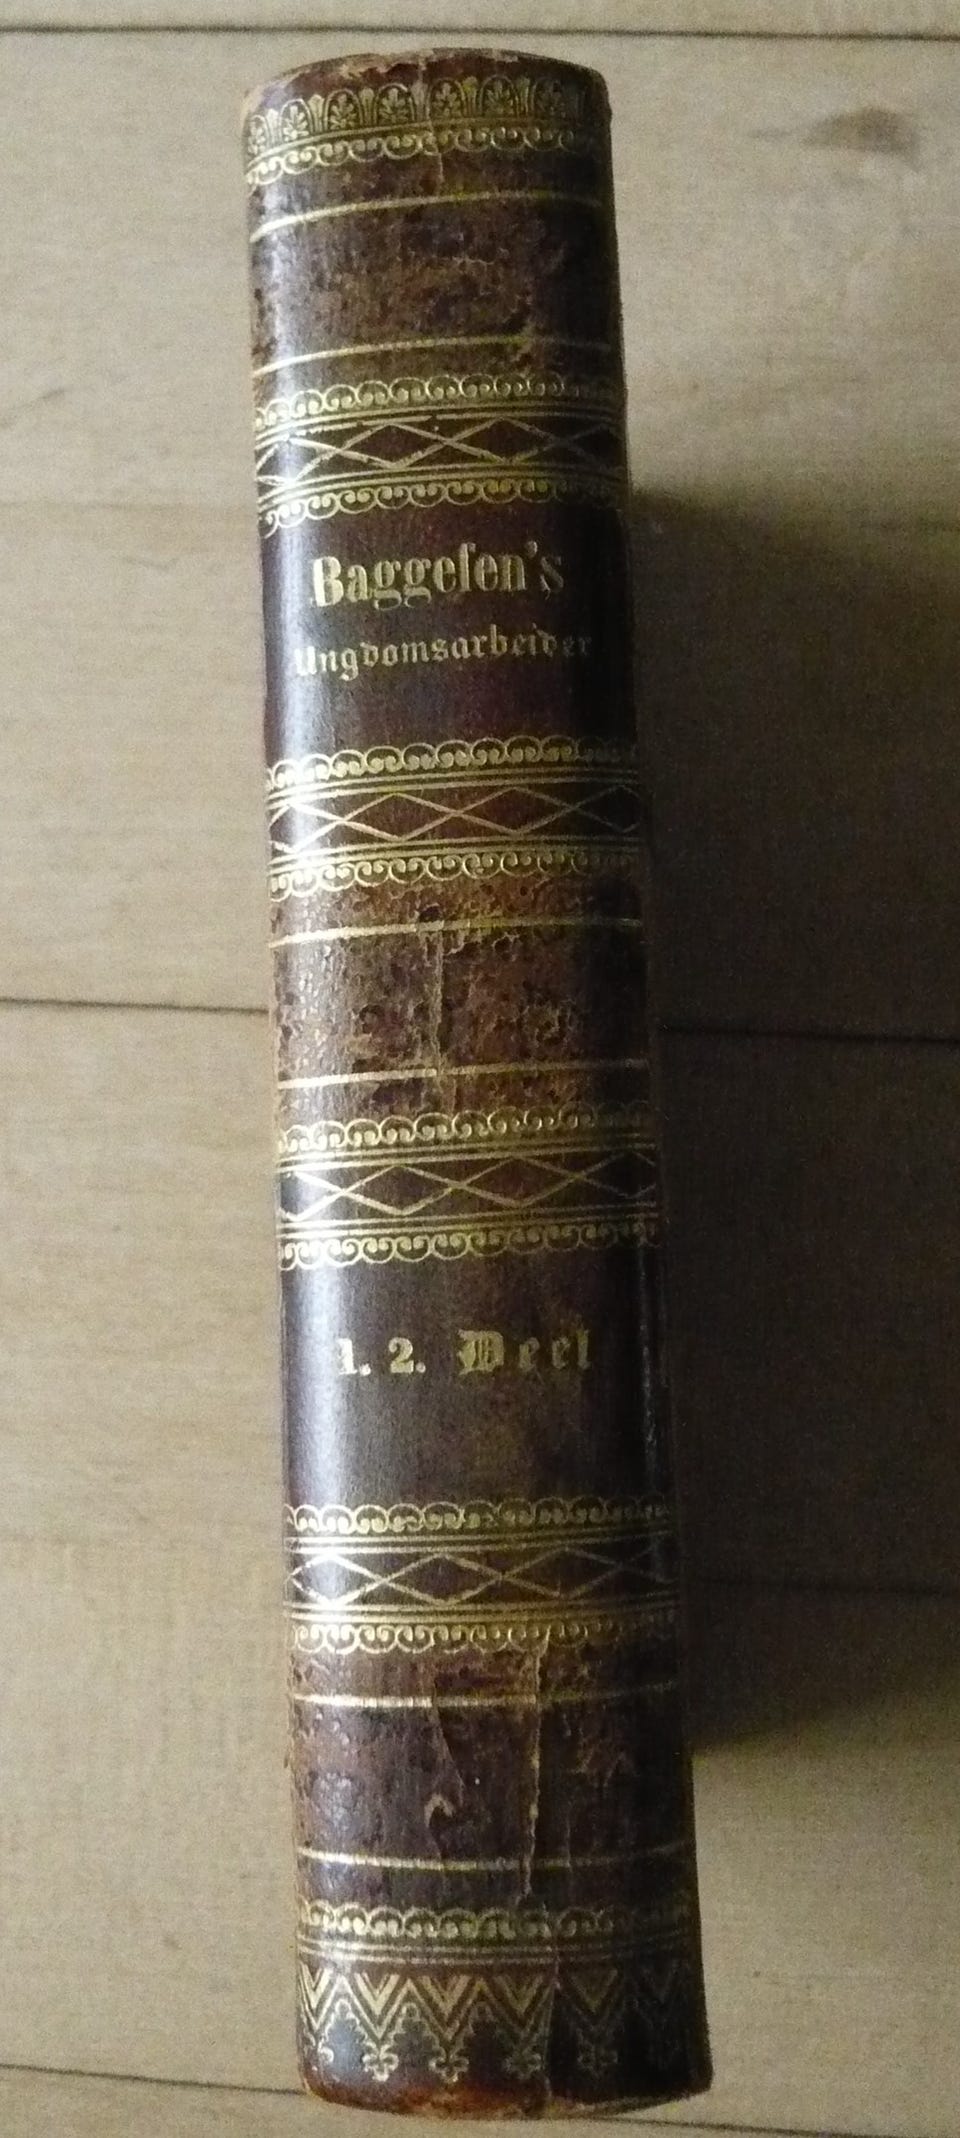 Baggeſen's
Ungdomsarbeider
1. 2. Deel